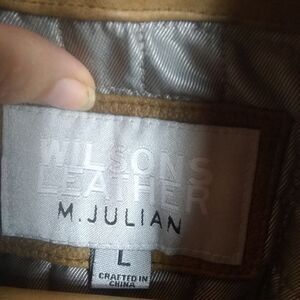 WILSONS
LEATHER
M.JULIAN
L
CRAFTED IN
CHINA